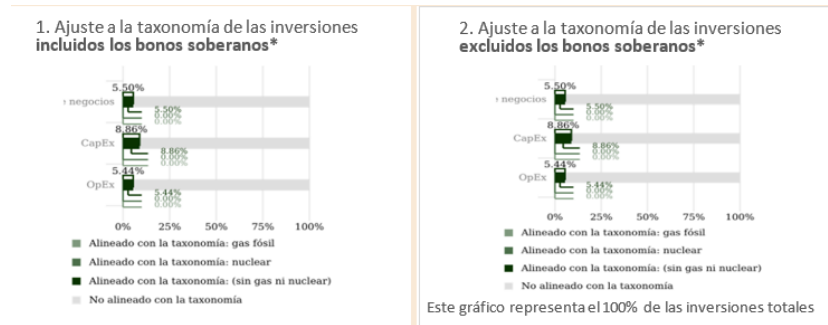 1. Ajuste a la taxonomía de las inversiones
incluidos los bonos soberanos*
5.50%
negocios
5.50%
0.00%
0.00%
8.86%
CapEx
8.86%
0.00%
0.00%
5.44%
OpEx
5.44%
0.00%
0.00%
0% 25% 50% 75% 100%
Alineado con la taxonomía: gas fósil
Alineado con la taxonomía: nuclear
Alineado con la taxonomía: (sin gas ni nuclear)
No alineado con la taxonomía
2. Ajuste a la taxonomía de las inversiones
excluidos los bonos soberanos*
5.50%
negocios
5.50%
0.00%
0.00%
8.86%
CapEx
8.86%
0.00%
0.00%
5.44%
OpEx
5.44%
0.00%
0.00%
0% 25% 50% 75% 100%
Alineado con la taxonomía: gas fósil
Alineado con la taxonomía: nuclear
Alineado con la taxonomía: (sin gas ni nuclear)
No alineado con la taxonomía
Este gráfico representa el 100% de las inversiones totales